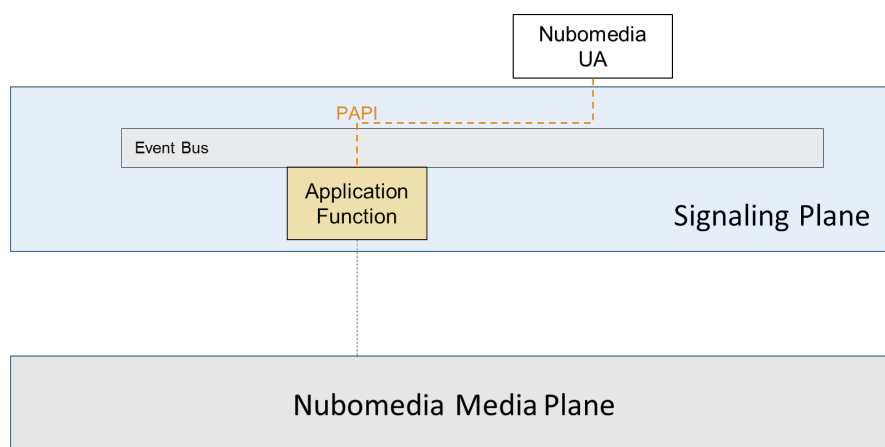 Nubomedia
UA
PAPI
Event Bus
Application
Function
Signaling Plane
Nubomedia Media Plane